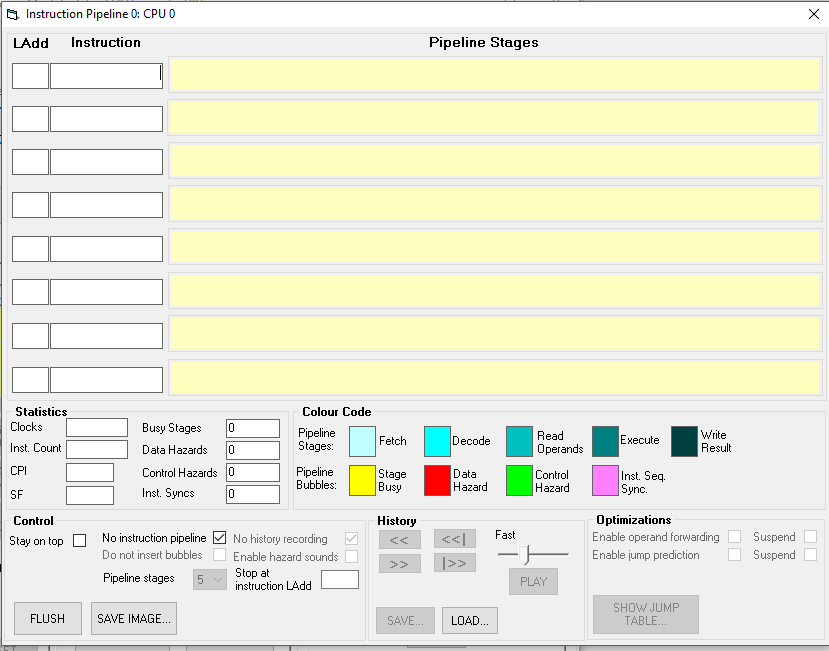 Instruction Pipeline 0: CPU 0
LAdd Instruction Pipeline Stages
Statistics
Clocks
Inst. Count
CPI
SF
Busy Stages 0
Data Hazards 0
Control Hazards 0
Inst. Syncs 0
Colour Code
Pipeline Stages:
Fetch
Decode
Read Operands
Execute
Write Result
Pipeline Bubbles:
Stage Busy
Data Hazard
Control Hazard
Inst. Seq. Sync.
Control
Stay on top
No instruction pipeline
No history recording
Do not insert bubbles
Enable hazard sounds
Pipeline stages 5
Stop at instruction LAdd
FLUSH
SAVE IMAGE...
History
<< <<|
>> |>>
Fast
PLAY
SAVE...
LOAD...
Optimizations
Enable operand forwarding Suspend
Enable jump prediction Suspend
SHOW JUMP TABLE...